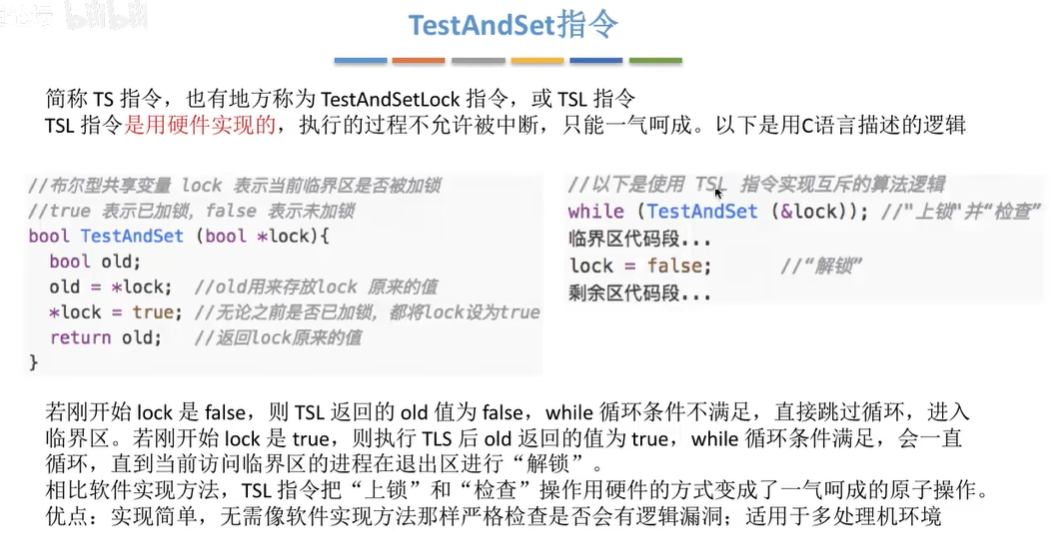 bilibili
TestAndSet指令
简称 TS 指令，也有地方称为 TestAndSetLock 指令，或 TSL 指令
TSL 指令是用硬件实现的，执行的过程不允许被中断，只能一气呵成。以下是用C语言描述的逻辑
//布尔型共享变量 lock 表示当前临界区是否被加锁
//true 表示已加锁，false 表示未加锁
bool TestAndSet (bool *lock){
bool old;
old = *lock; //old用来存放lock 原来的值
*lock = true; //无论之前是否已加锁，都将lock设为true
return old; //返回lock原来的值
}
//以下是使用 TSL 指令实现互斥的算法逻辑
while (TestAndSet (&lock)); //"上锁"并“检查”
临界区代码段...
lock = false; //“解锁”
剩余区代码段...
若刚开始 lock 是 false，则 TSL 返回的 old 值为 false，while 循环条件不满足，直接跳过循环，进入
临界区。若刚开始 lock 是 true，则执行 TLS 后 old 返回的值为 true，while 循环条件满足，会一直
循环，直到当前访问临界区的进程在退出区进行“解锁”。
相比软件实现方法，TSL 指令把“上锁”和“检查”操作用硬件的方式变成了一气呵成的原子操作。
优点：实现简单，无需像软件实现方法那样严格检查是否会有逻辑漏洞；适用于多处理机环境